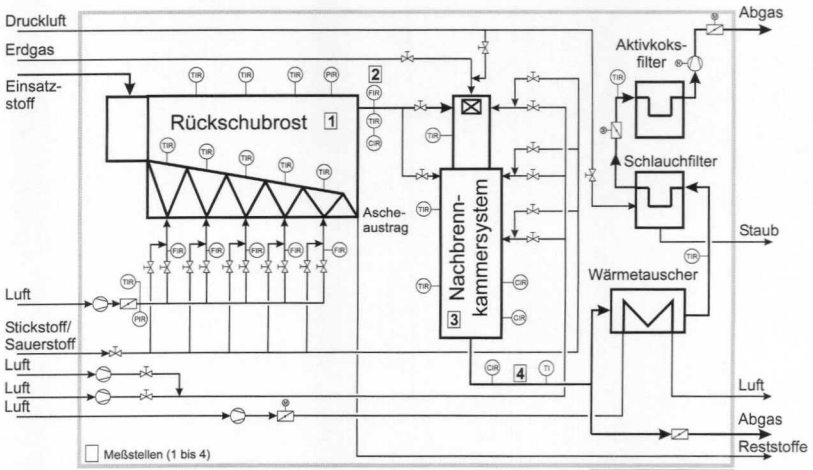 Druckluft
Erdgas
Einsatz-
stoff
Abgas
Aktivkoks-
filter
M
M
M
TIR
TIR
TIR
TIR
PIR
2
FIR
TIR
CIR
Rückschubrost 1
TIR
TIR
TIR
TIR
TIR
TIR
Schlauchfilter
Asche-
austrag
TIR
TIR
Nachbrenn-
kammersystem
3
CIR
CIR
Staub
TIR
FIR
FIR
FIR
FIR
FIR
TIR
PIR
Wärmetauscher
Luft
Stickstoff/
Sauerstoff
Luft
Luft
Luft
M
CIR
4
TI
Luft
Abgas
Reststoffe
Meßstellen (1 bis 4)